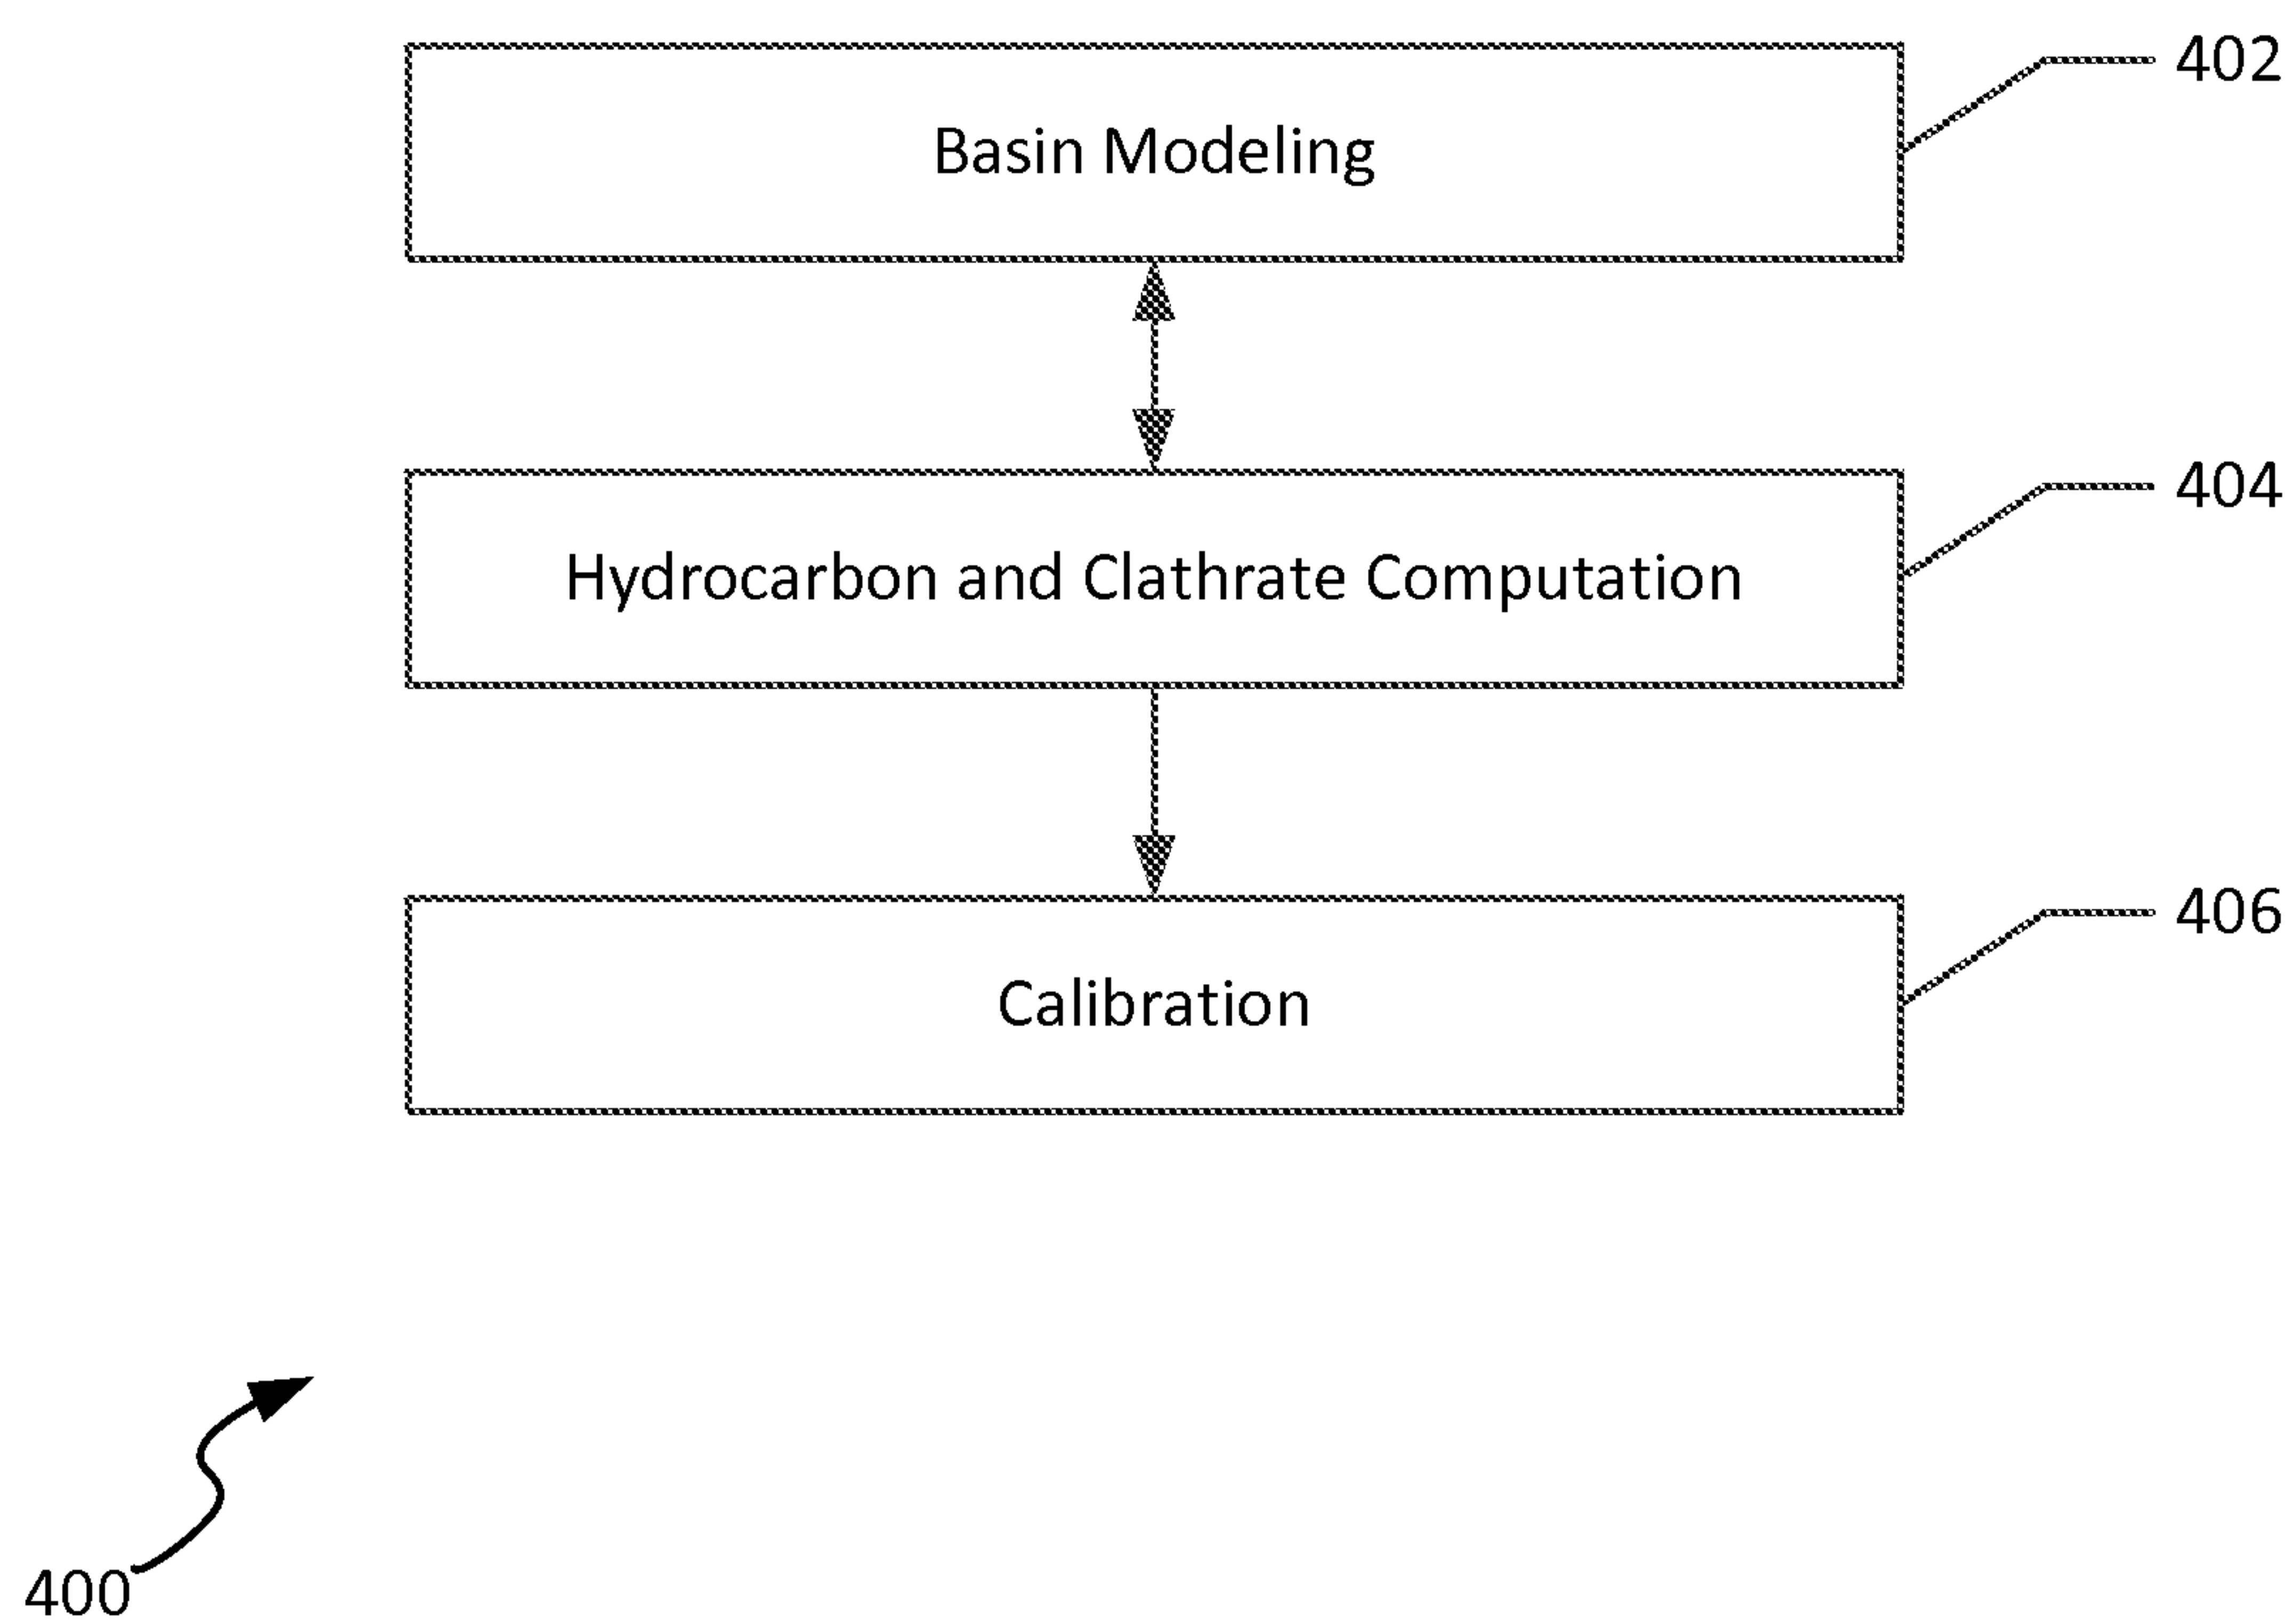 402
Basin Modeling
404
Hydrocarbon and Clathrate Computation
406
Calibration
400